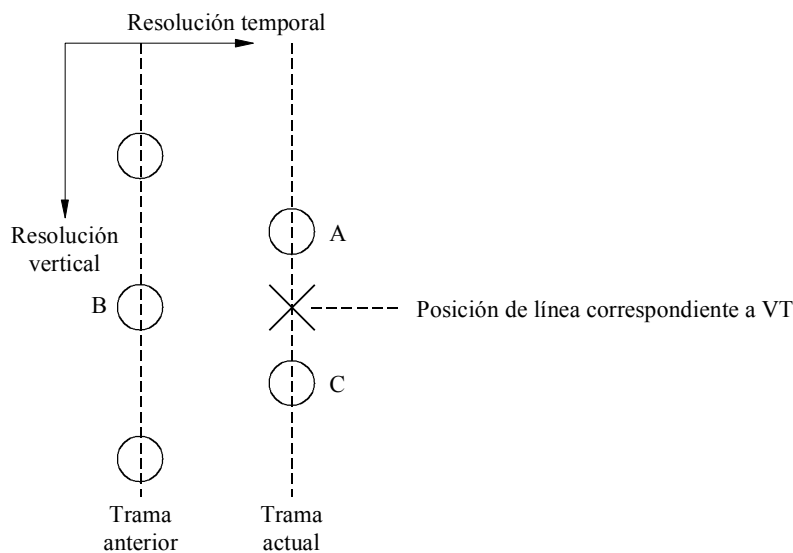 Resolución temporal
Resolución
vertical
A
B
Posición de línea correspondiente a VT
C
Trama
anterior
Trama
actual